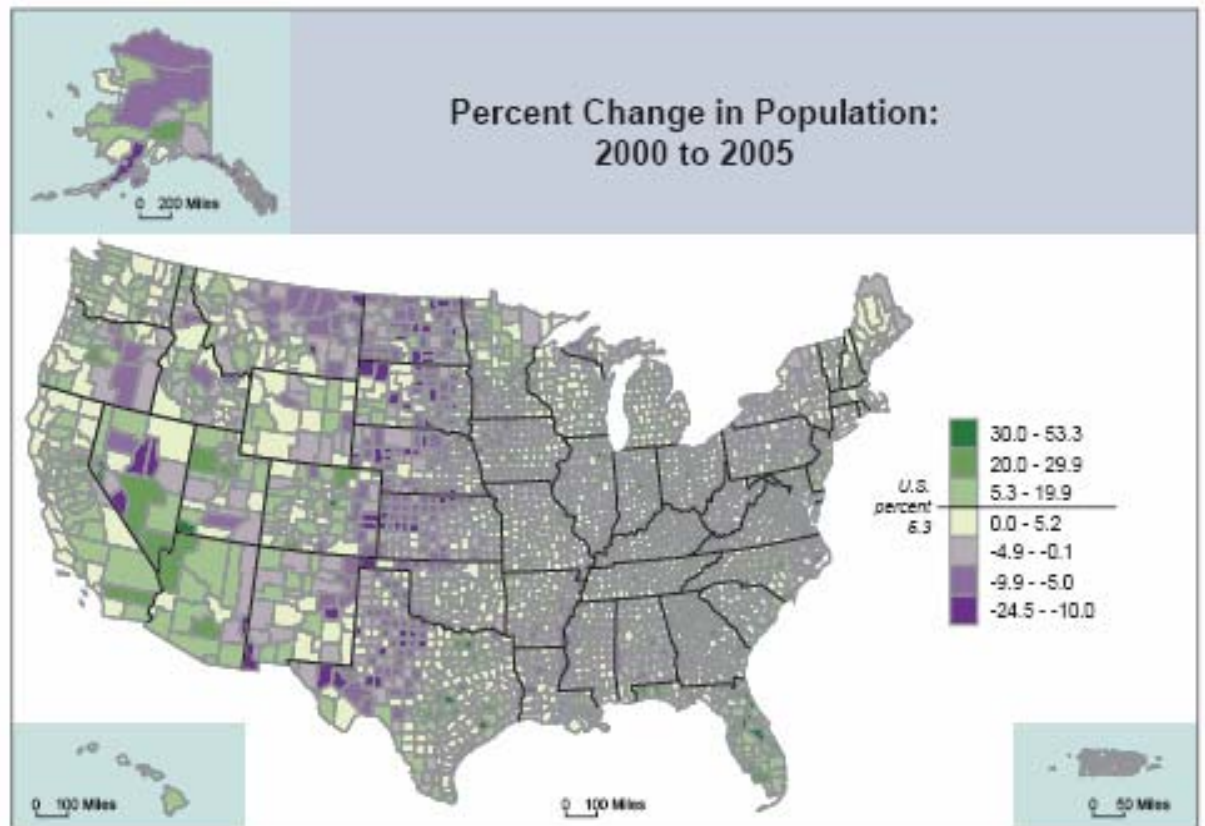 Percent Change in Population:
2000 to 2005
0 200 Miles
30.0 - 53.3
20.0 - 29.9
5.3 - 19.9
0.0 - 5.2
-4.9 - -0.1
-9.9 - -5.0
-24.5 - -10.0
U.S.
percent
6.3
0 100 Miles
0 100 Miles
0 50 Miles